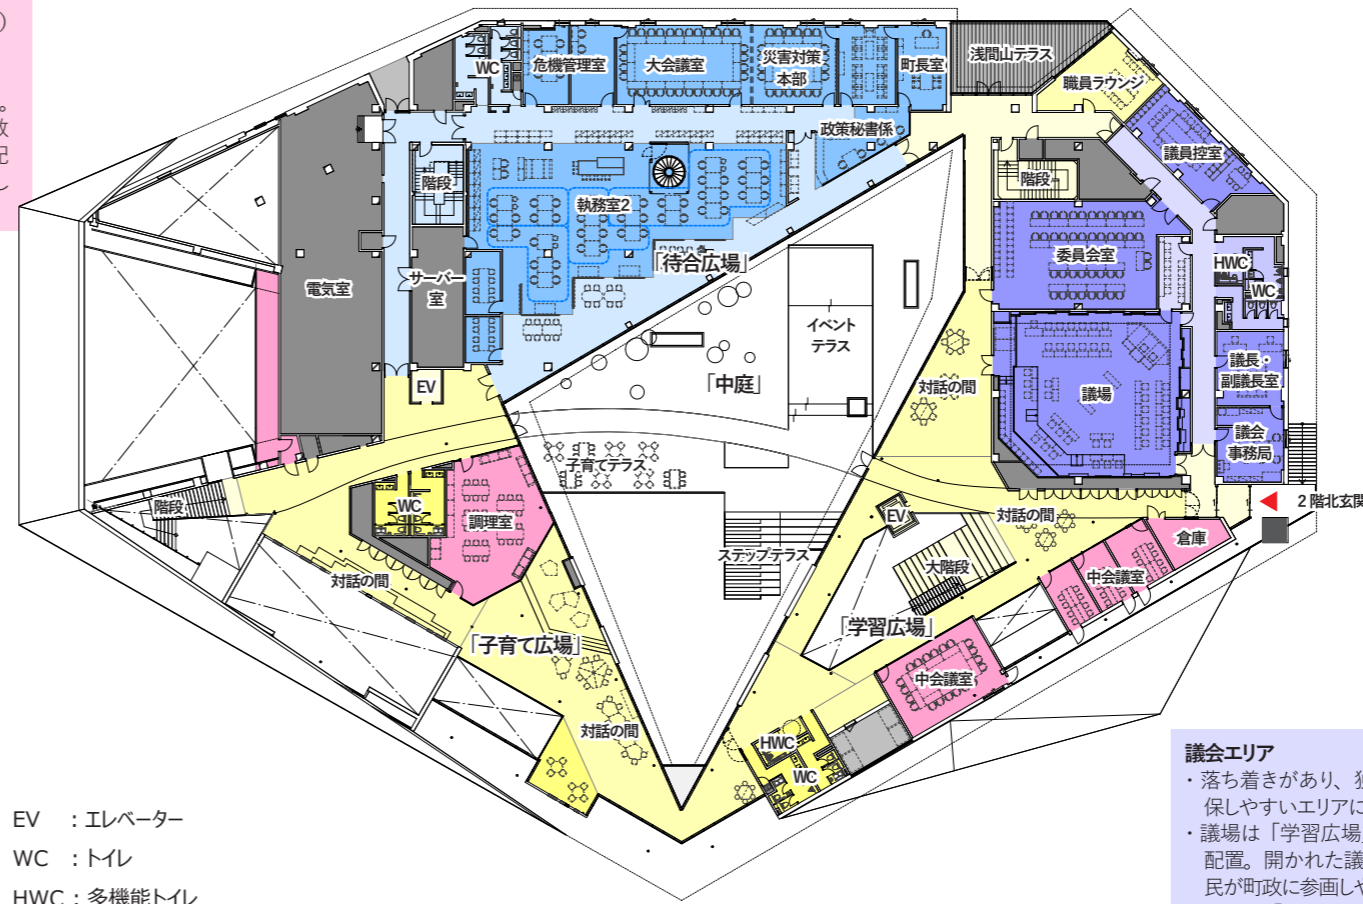 )
。
配
し
WC
危機管理室
大会議室
災害対策
本部
町長室
浅間山テラス
職員ラウンジ
政策秘書係
議員控室
階段
階段
執務室2
「待合広場」
委員会室
HWC
WC
電気室
サーバー
室
イベント
テラス
EV
「中庭」
対話の間
議場
議長・
副議長室
議会
事務局
子育てテラス
階段
WC
調理室
EV
対話の間
2階北玄関
倉庫
ステップテラス
大階段
中会議室
対話の間
「子育て広場」
「学習広場」
中会議室
対話の間
HWC
WC
EV :エレベーター
WC :トイレ
HWC:多機能トイレ
議会エリア
・落ち着きがあり、独
保しやすいエリアに
・議場は「学習広場」
配置。開かれた議
民が町政に参画しや